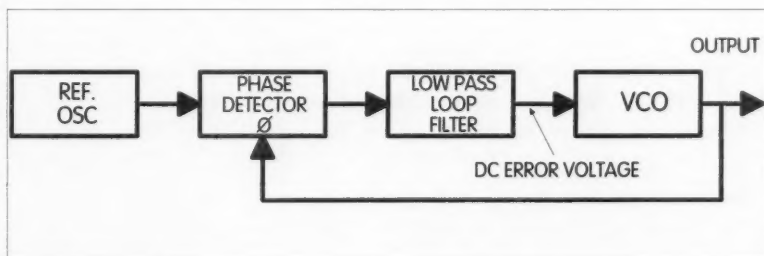 OUTPUT
REF.
OSC
PHASE
DETECTOR
Ø
LOW PASS
LOOP
FILTER
VCO
DC ERROR VOLTAGE